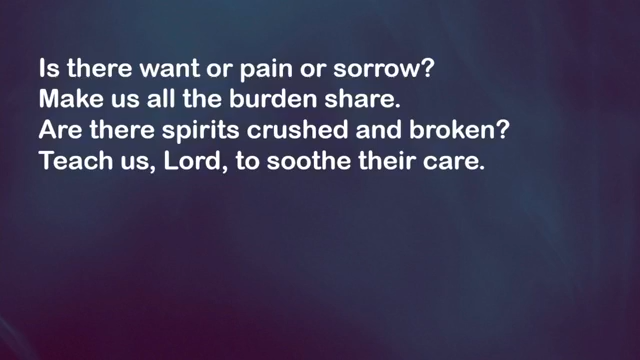 Is there want or pain or sorrow?
Make us all the burden share.
Are there spirits crushed and broken?
Teach us, Lord, to soothe their care.